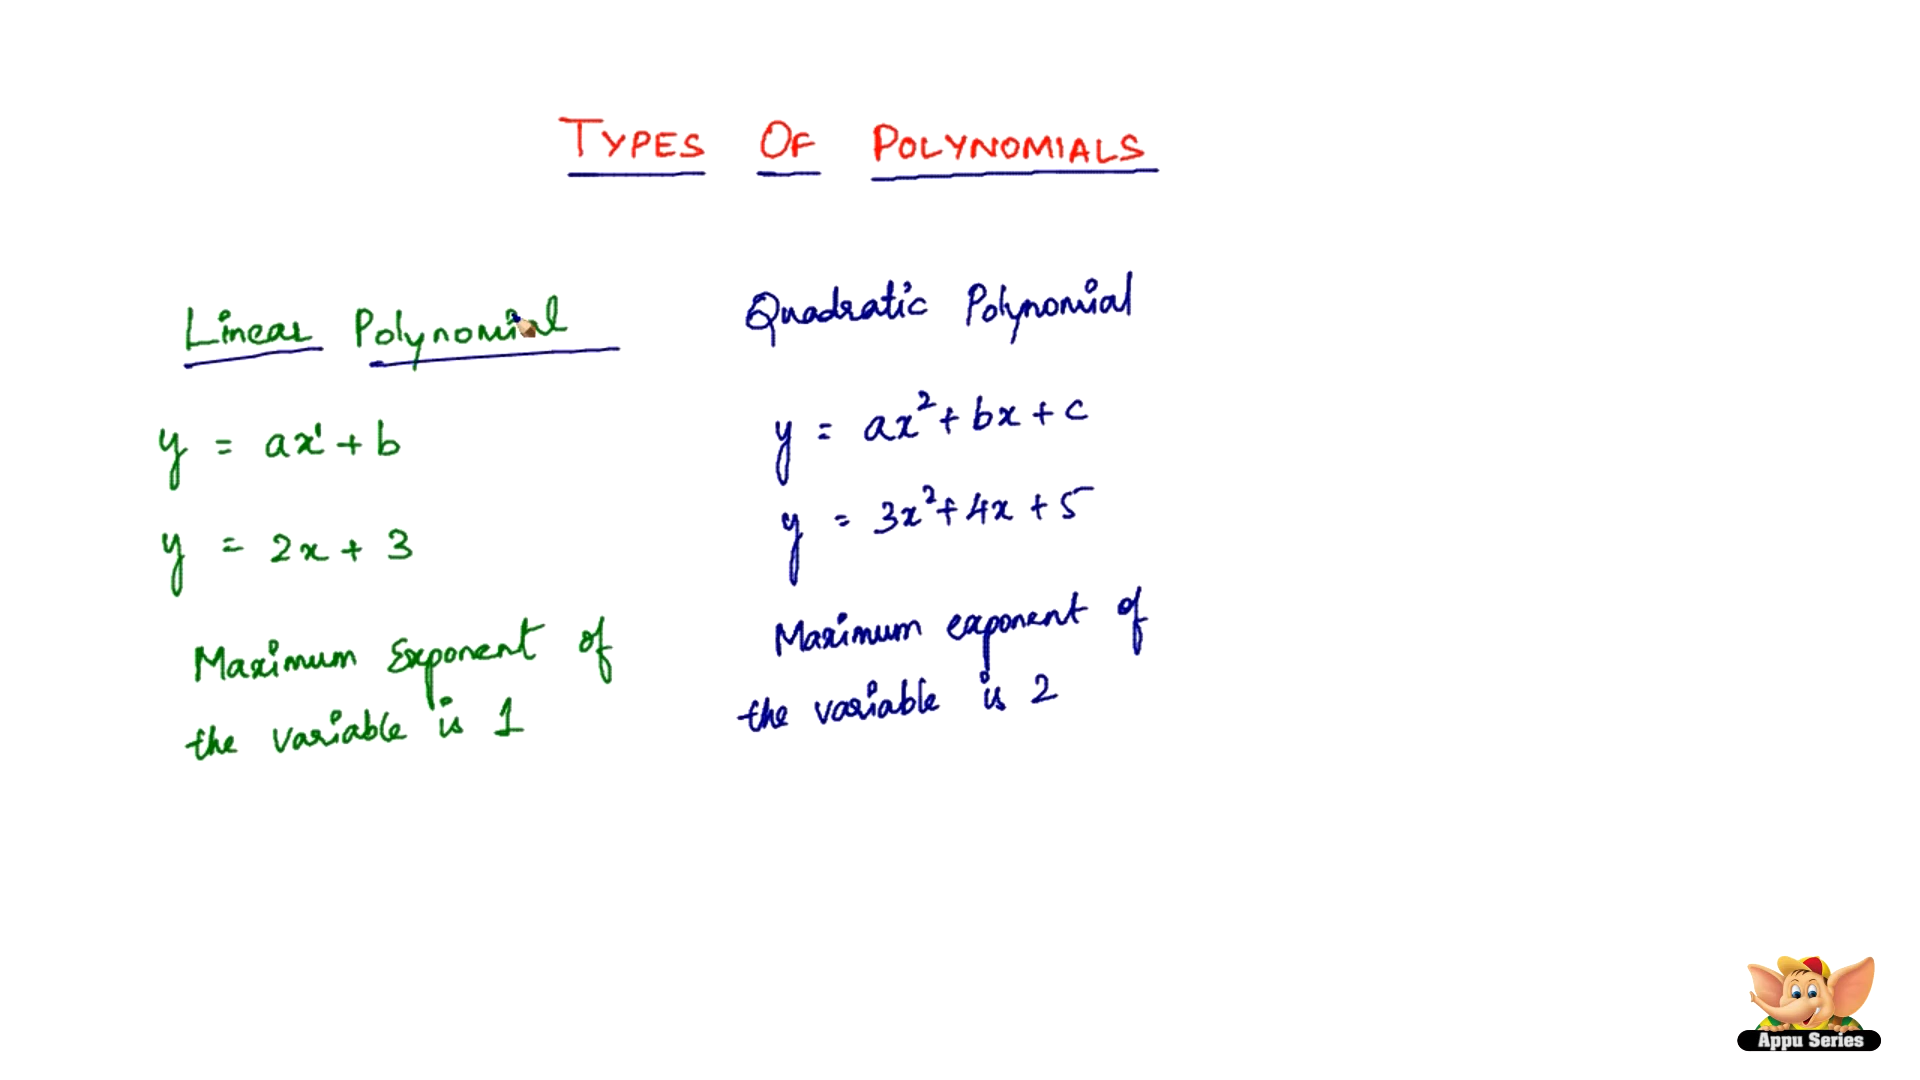 TYPES OF POLYNOMIALS
Linear Polynomial
y = ax¹ + b
y = 2x + 3
Maximum Exponent of
the variable is 1
Quadratic Polynomial
y = ax² + bx + c
y = 3x² + 4x + 5
Maximum exponent of
the variable is 2
Appu Series